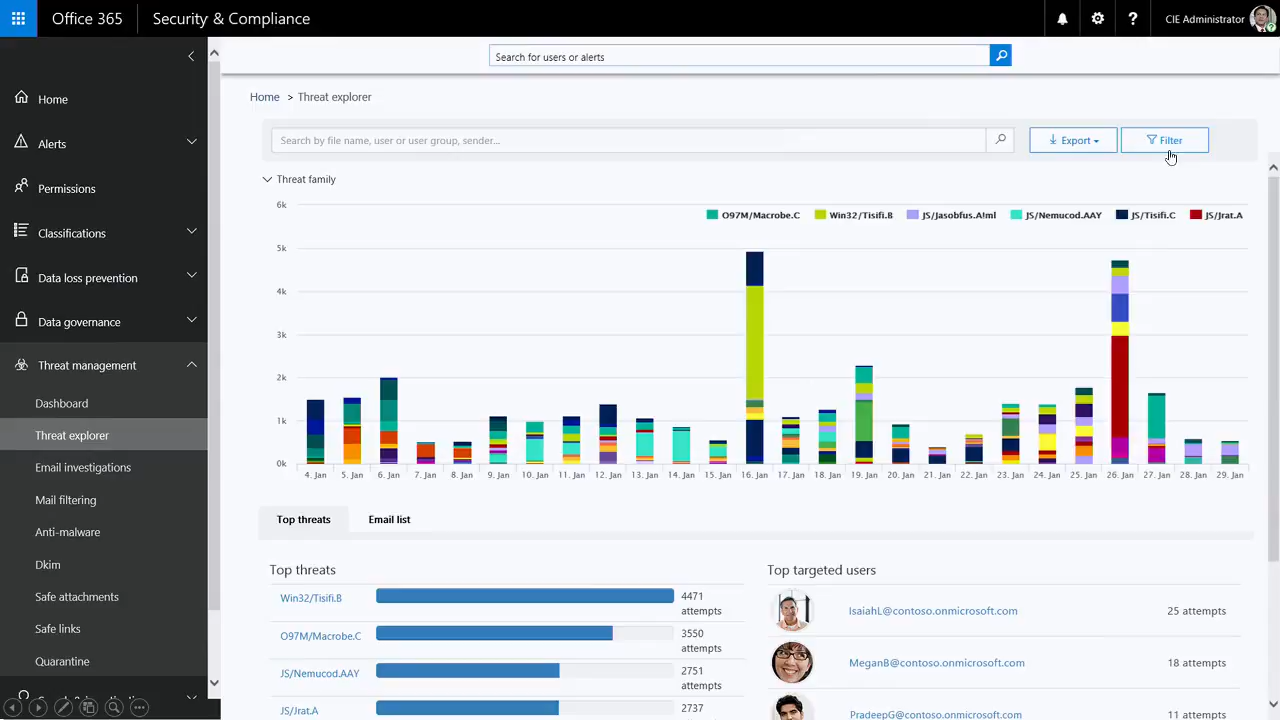 Office 365
Security & Compliance
CIE Administrator
Search for users or alerts
Home
Alerts
Permissions
Classifications
Data loss prevention
Data governance
Threat management
Dashboard
Threat explorer
Email investigations
Mail filtering
Anti-malware
Dkim
Safe attachments
Safe links
Quarantine
Home > Threat explorer
Search by file name, user or user group, sender...
Export
Filter
Threat family
O97M/Macrobe.C
Win32/Tisifi.B
JS/Jasobfus.A!ml
JS/Nemucod.AAY
JS/Tisifi.C
JS/Jrat.A
6k
5k
4k
3k
2k
1k
0k
4. Jan
5. Jan
6. Jan
7. Jan
8. Jan
9. Jan
10. Jan
11. Jan
12. Jan
13. Jan
14. Jan
15. Jan
16. Jan
17. Jan
18. Jan
19. Jan
20. Jan
21. Jan
22. Jan
23. Jan
24. Jan
25. Jan
26. Jan
27. Jan
28. Jan
29. Jan
Top threats
Email list
Top threats
Win32/Tisifi.B
4471
attempts
O97M/Macrobe.C
3550
attempts
JS/Nemucod.AAY
2751
attempts
JS/Jrat.A
2737
Top targeted users
IsaiahL@contoso.onmicrosoft.com
25 attempts
MeganB@contoso.onmicrosoft.com
18 attempts
PradeepG@contoso.onmicrosoft.com
11 attempts